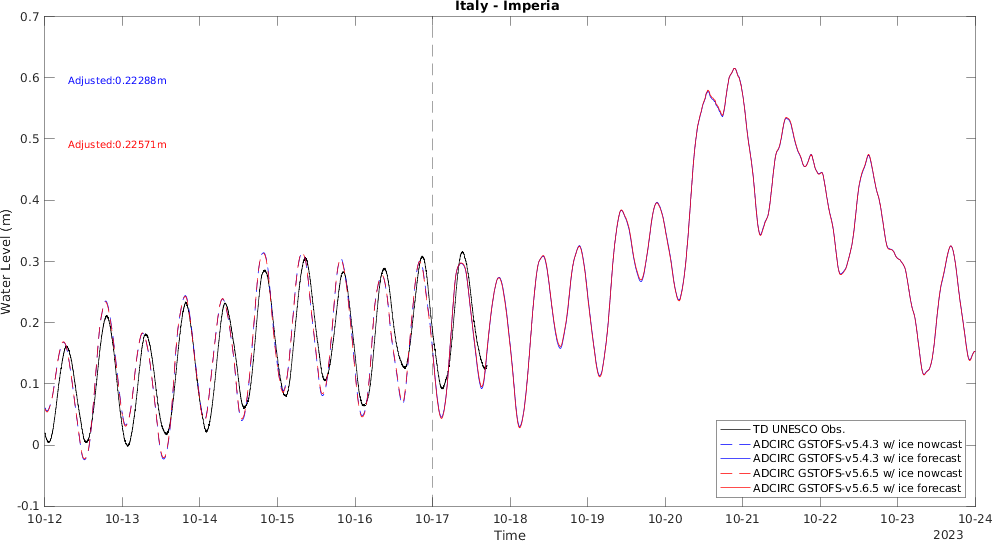 Italy - Imperia
0.7
0.6
0.5
0.4
0.3
0.2
0.1
0
-0.1
Water Level (m)
Adjusted:0.22288m
Adjusted:0.22571m
TD UNESCO Obs.
ADCIRC GSTOFS-v5.4.3 w/ ice nowcast
ADCIRC GSTOFS-v5.4.3 w/ ice forecast
ADCIRC GSTOFS-v5.6.5 w/ ice nowcast
ADCIRC GSTOFS-v5.6.5 w/ ice forecast
10-12 10-13 10-14 10-15 10-16 10-17 10-18 10-19 10-20 10-21 10-22 10-23 10-24
Time
2023